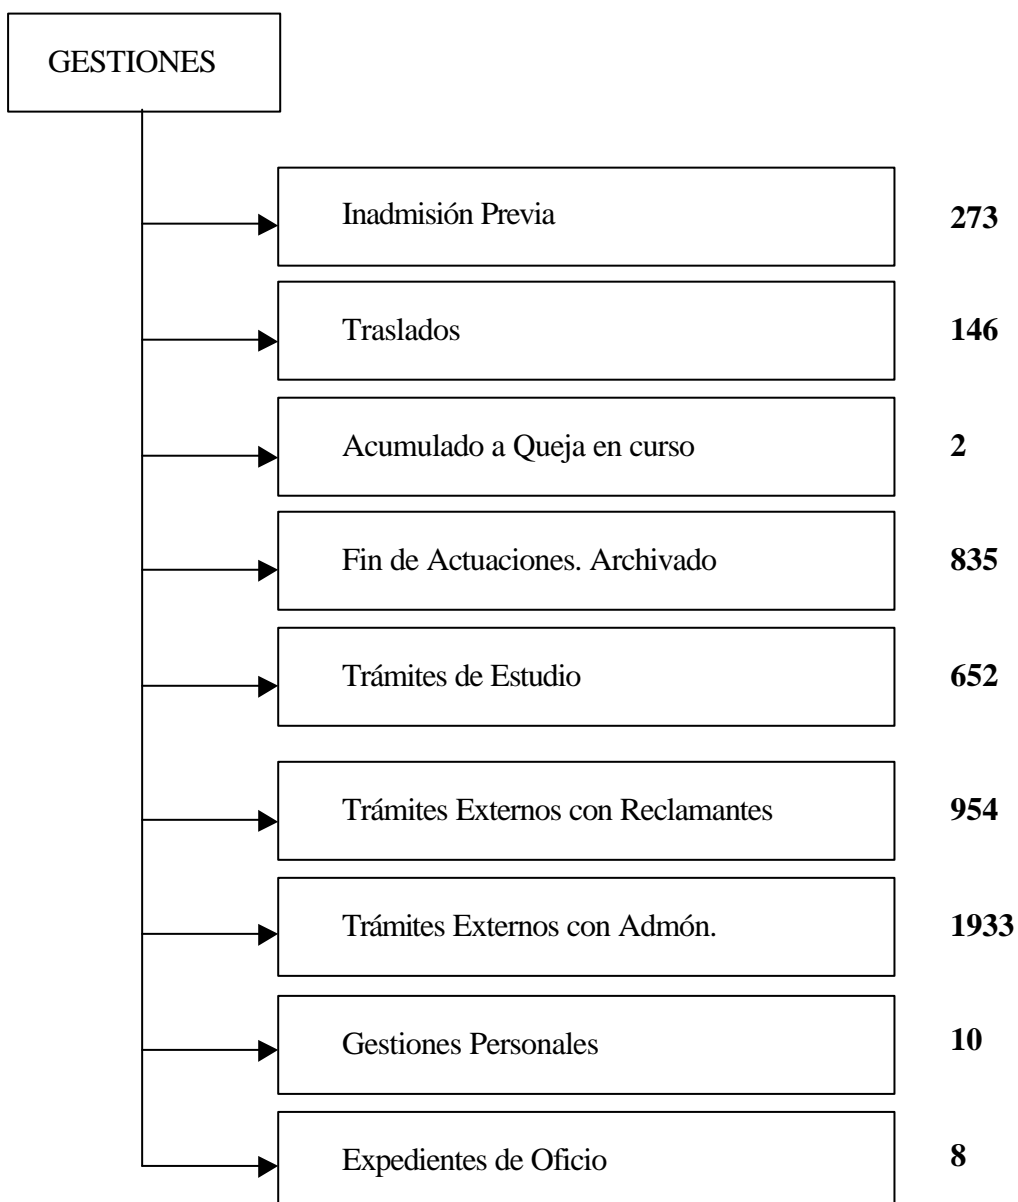 GESTIONES
Inadmisión Previa 273
Traslados 146
Acumulado a Queja en curso 2
Fin de Actuaciones. Archivado 835
Trámites de Estudio 652
Trámites Externos con Reclamantes 954
Trámites Externos con Admón. 1933
Gestiones Personales 10
Expedientes de Oficio 8